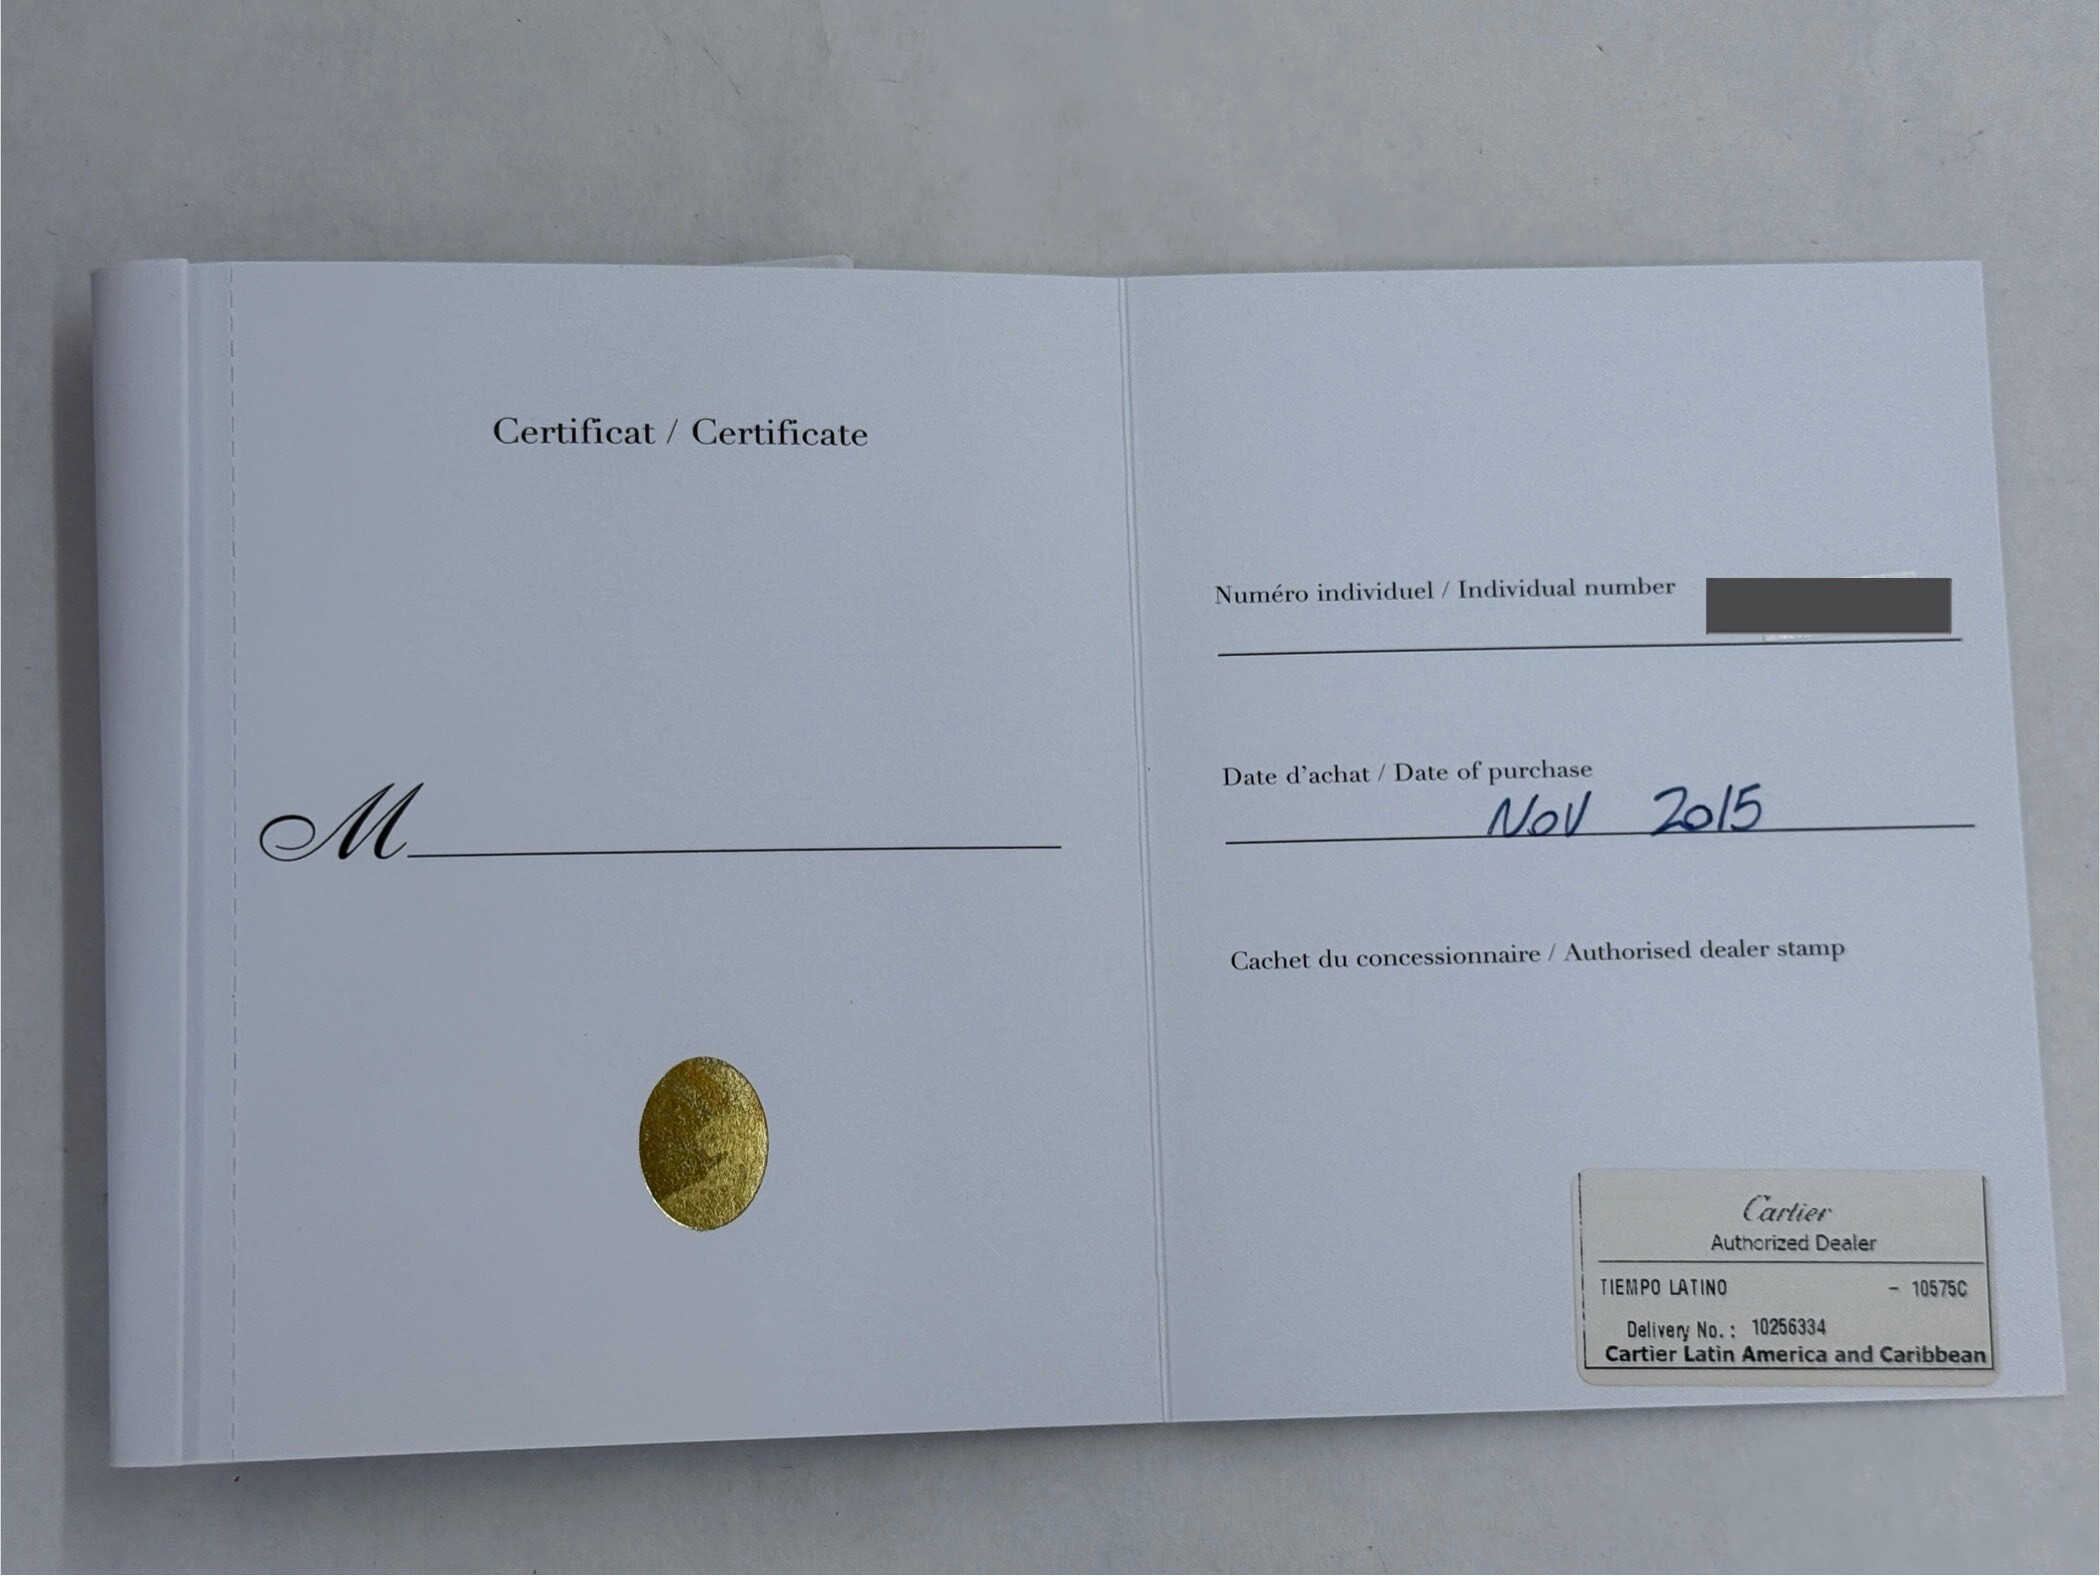 Certificat / Certificate
M
Numéro individuel / Individual number
Date d'achat / Date of purchase
Nov 2015
Cachet du concessionnaire / Authorised dealer stamp
Cartier
Authorized Dealer
TIEMPO LATINO - 10575C
Delivery No. : 10256334
Cartier Latin America and Caribbean